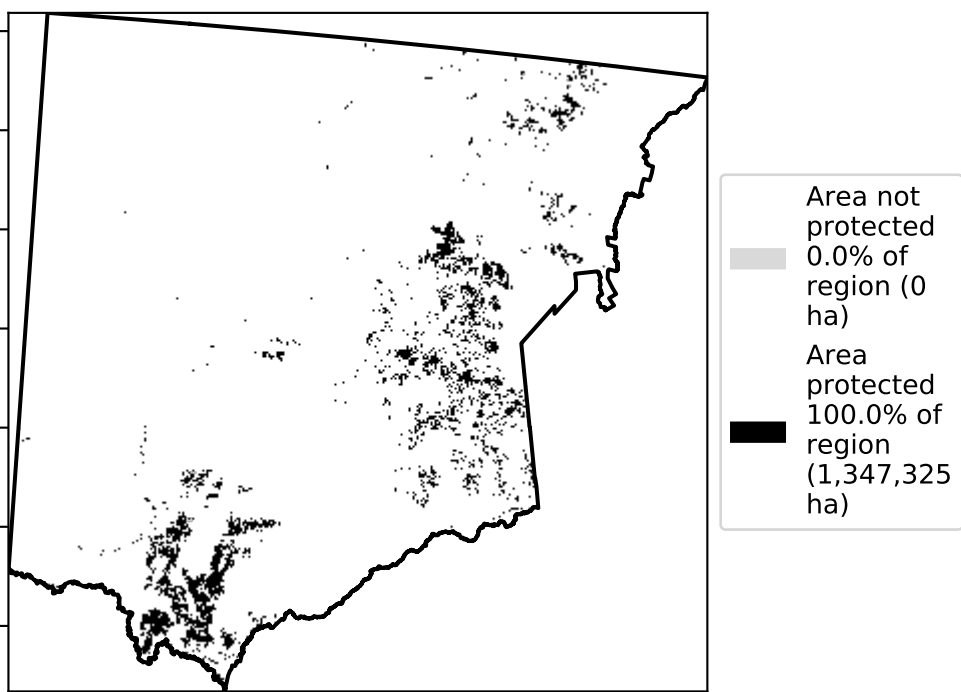 Area not
protected
0.0% of
region (0
ha)
Area
protected
100.0% of
region
(1,347,325
ha)